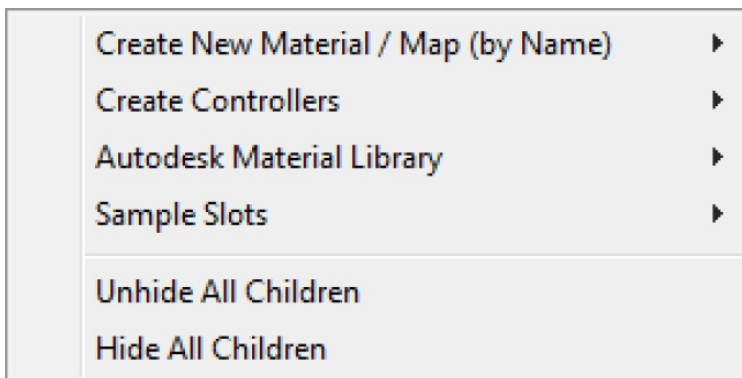 Create New Material / Map (by Name)
Create Controllers
Autodesk Material Library
Sample Slots
Unhide All Children
Hide All Children